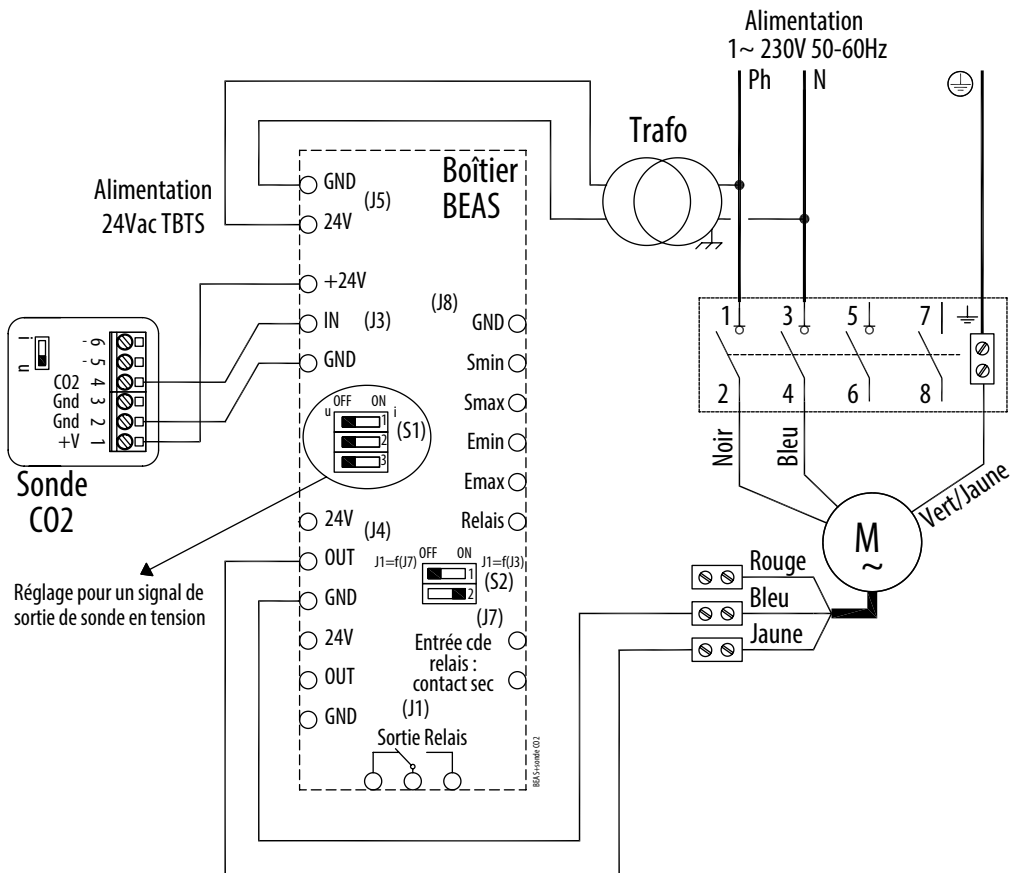 Alimentation
1~ 230V 50-60Hz
Ph
N
Trafo
Alimentation
24Vac TBTS
Boîtier
BEAS
GND
(J5)
24V
+24V
IN
(J3)
GND
(J8)
GND
Smin
Smax
Emin
Emax
Relais
i
u
6
5
CO2 4
Gnd 3
Gnd 2
+V 1
Sonde
CO2
OFF ON
u
i
1
2
3
(S1)
Réglage pour un signal de
sortie de sonde en tension
24V
(J4)
OUT
GND
24V
OUT
GND
OFF ON
J1=f(J7)
J1=f(J3)
1
2
(S2)
(J7)
Entrée cde
relais :
contact sec
(J1)
Sortie Relais
BEAS+sonde CO2
1 3 5 7
2 4 6 8
Noir
Bleu
Vert/Jaune
M
~
Rouge
Bleu
Jaune